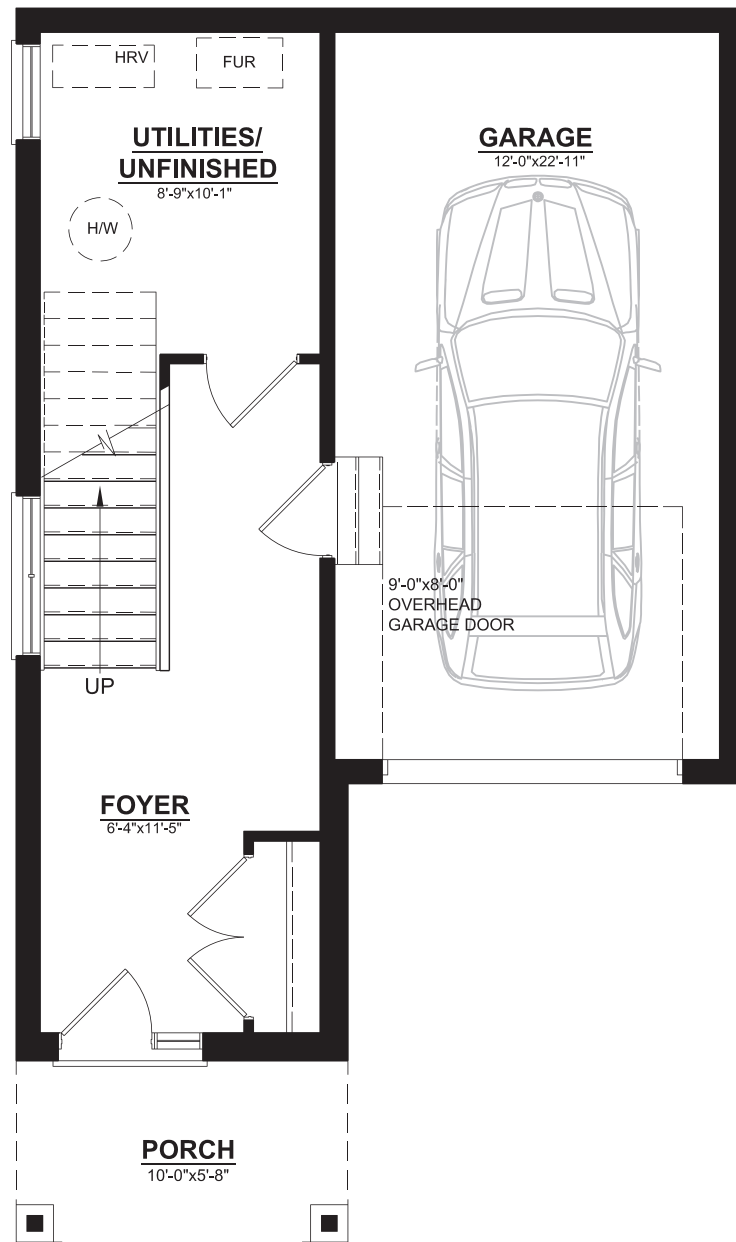 HRV
FUR
UTILITIES/
UNFINISHED
8'-9"x10'-1"
GARAGE
12'-0"x22'-11"
H/W
9'-0"x8'-0"
OVERHEAD
GARAGE DOOR
UP
FOYER
6'-4"x11'-5"
PORCH
10'-0"x5'-8"